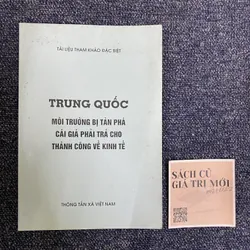 TÀI LIỆU THAM KHẢO ĐẶC BIỆT
TRUNG QUỐC
MÔI TRƯỜNG BỊ TÀN PHÁ
CÁI GIÁ PHẢI TRẢ CHO
THÀNH CÔNG VỀ KINH TẾ
THÔNG TẤN XÃ VIỆT NAM
SÁCH CŨ
GIÁ TRỊ MỚI